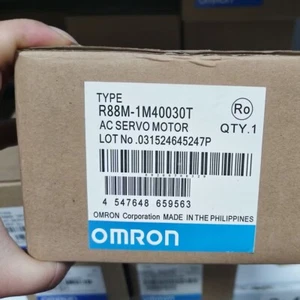 TYPE
R88M-1M40030T
AC SERVO MOTOR
LOT No.031524645247P
Ro
QTY.1
4 547648 659563
OMRON Corporation MADE IN THE PHILIPPINES
OMRON